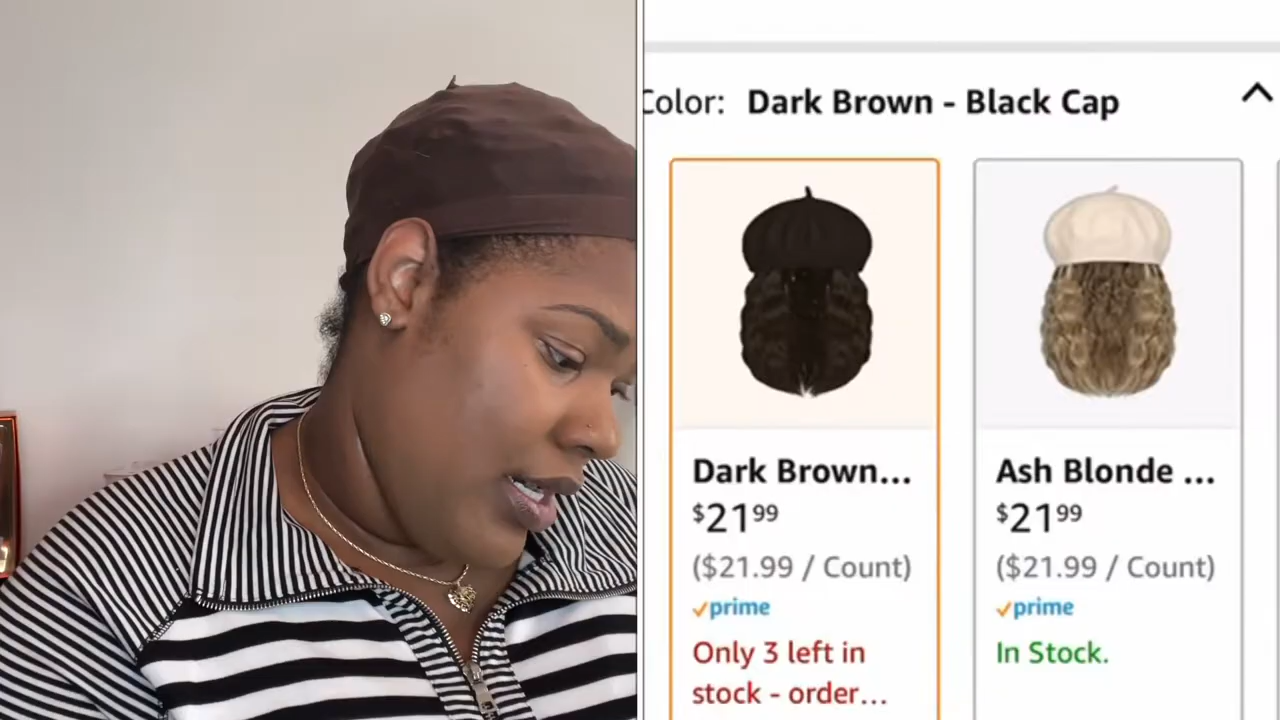 Color: Dark Brown - Black Cap
Dark Brown...
$21.99
($21.99 / Count)
prime
Only 3 left in
stock - order...
Ash Blonde ...
$21.99
($21.99 / Count)
prime
In Stock.